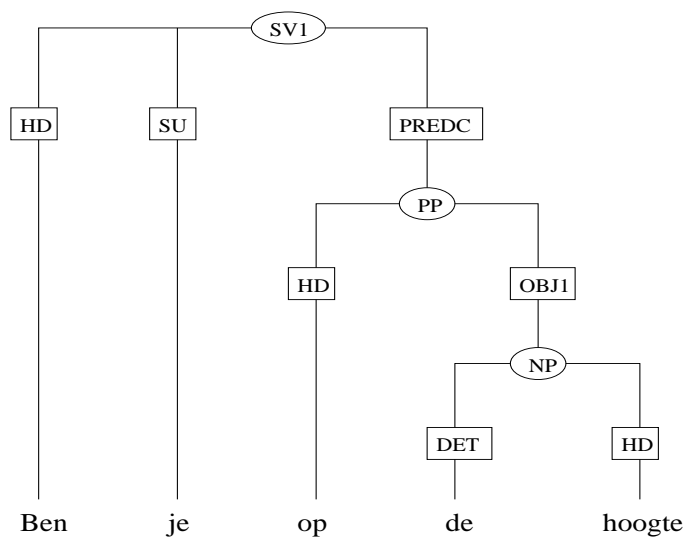 SV1
HD SU PREDC
PP
HD OBJ1
NP
DET HD
Ben je op de hoogte